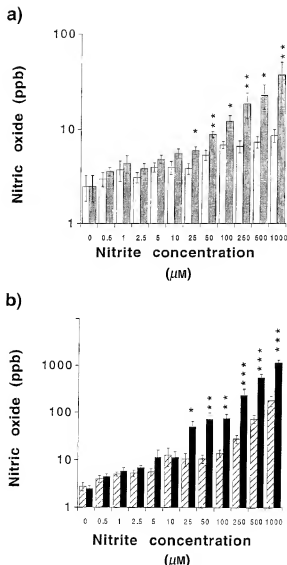 a)
Nitric oxide (ppb)
100
10
1
* * * * * * * * *
0 0.5 1 2.5 5 10 25 50 100 250 500 1000
Nitrite concentration
(µM)
b)
Nitric oxide (ppb)
1000
100
10
1
* * * * * * * * * * * * * *
0 0.5 1 2.5 5 10 25 50 100 250 500 1000
Nitrite concentration
(µM)